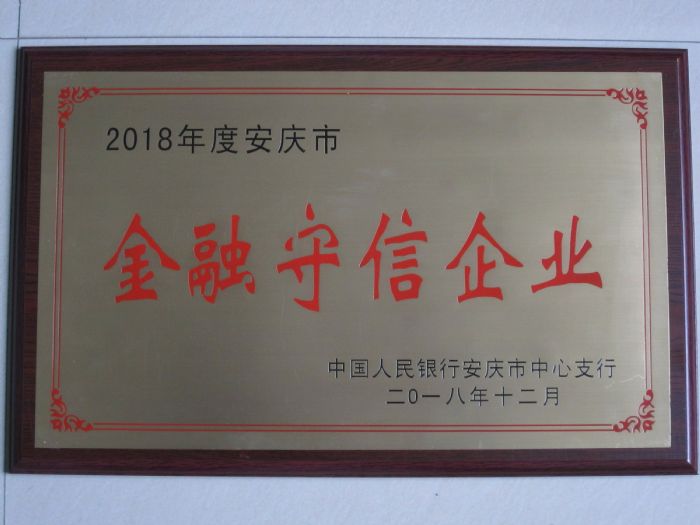 2018年度安庆市
金融守信企业
中国人民银行安庆市中心支行
二0一八年十二月